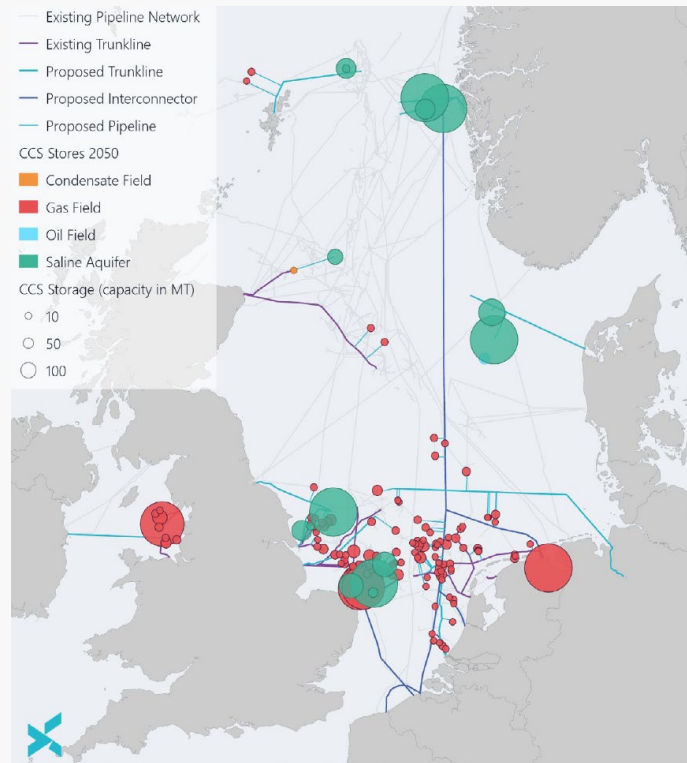 Existing Pipeline Network
Existing Trunkline
Proposed Trunkline
Proposed Interconnector
Proposed Pipeline
CCS Stores 2050
Condensate Field
Gas Field
Oil Field
Saline Aquifer
CCS Storage (capacity in MT)
10
50
100